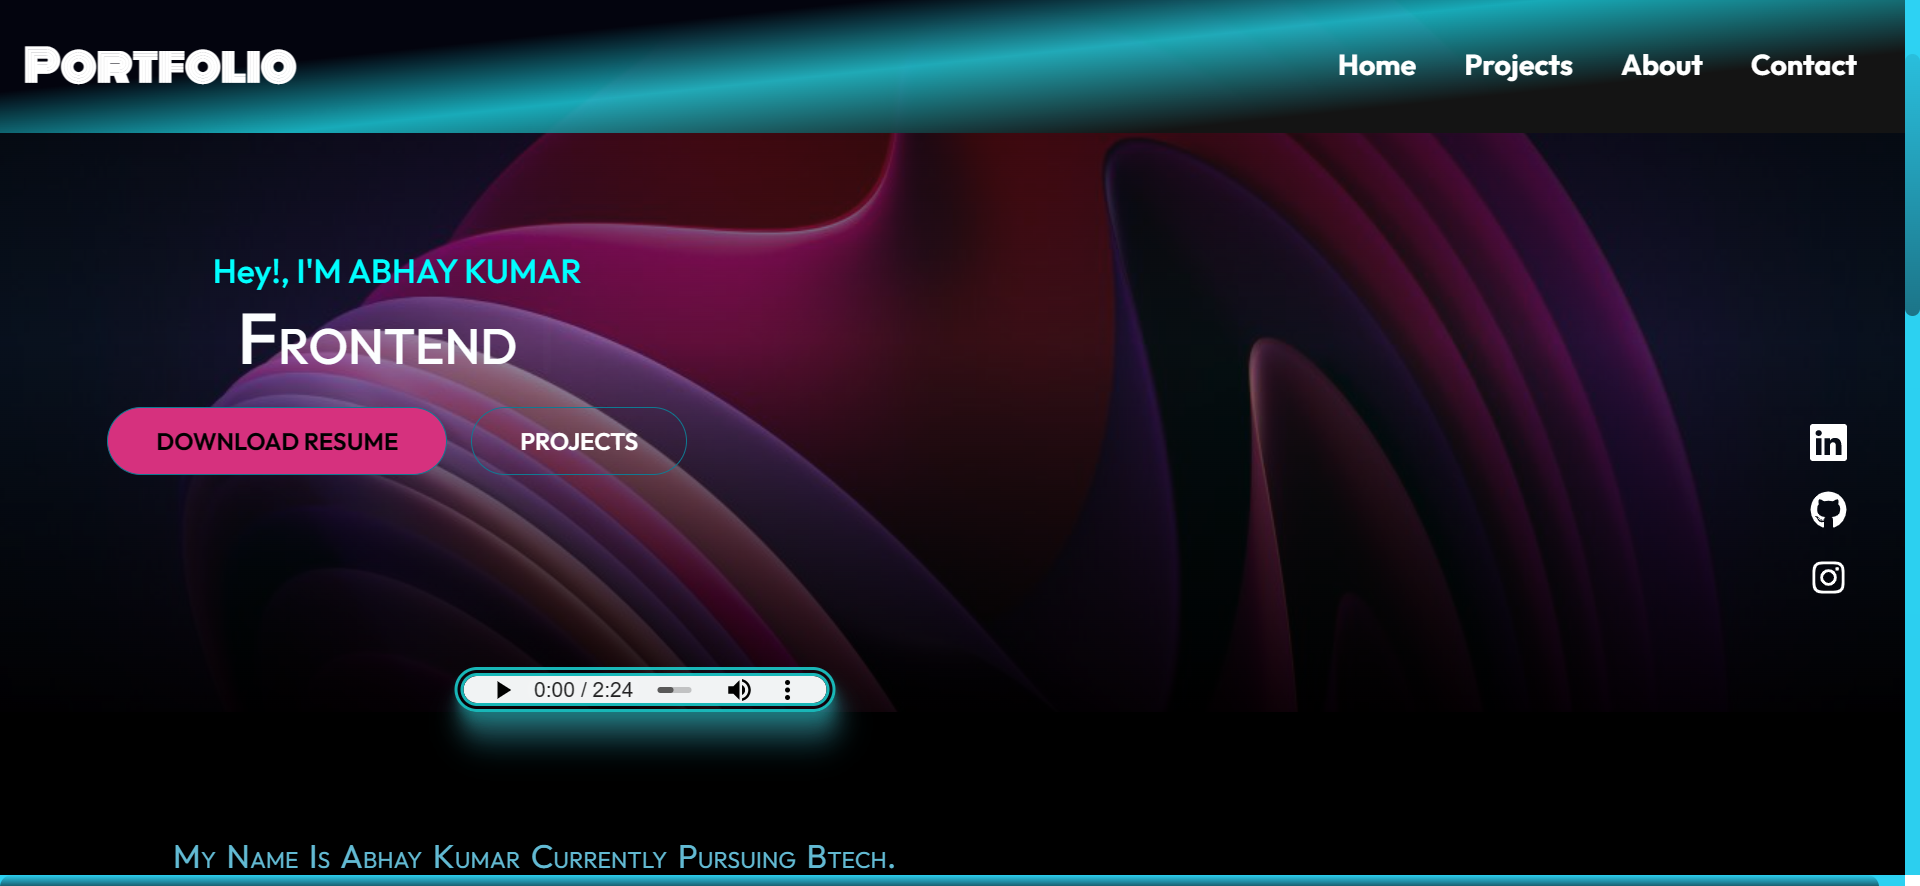 PORTFOLIO
Home Projects About Contact
Hey!, I'M ABHAY KUMAR
FRONTEND
DOWNLOAD RESUME PROJECTS
in
0:00 / 2:24
MY NAME IS ABHAY KUMAR CURRENTLY PURSUING BTECH.